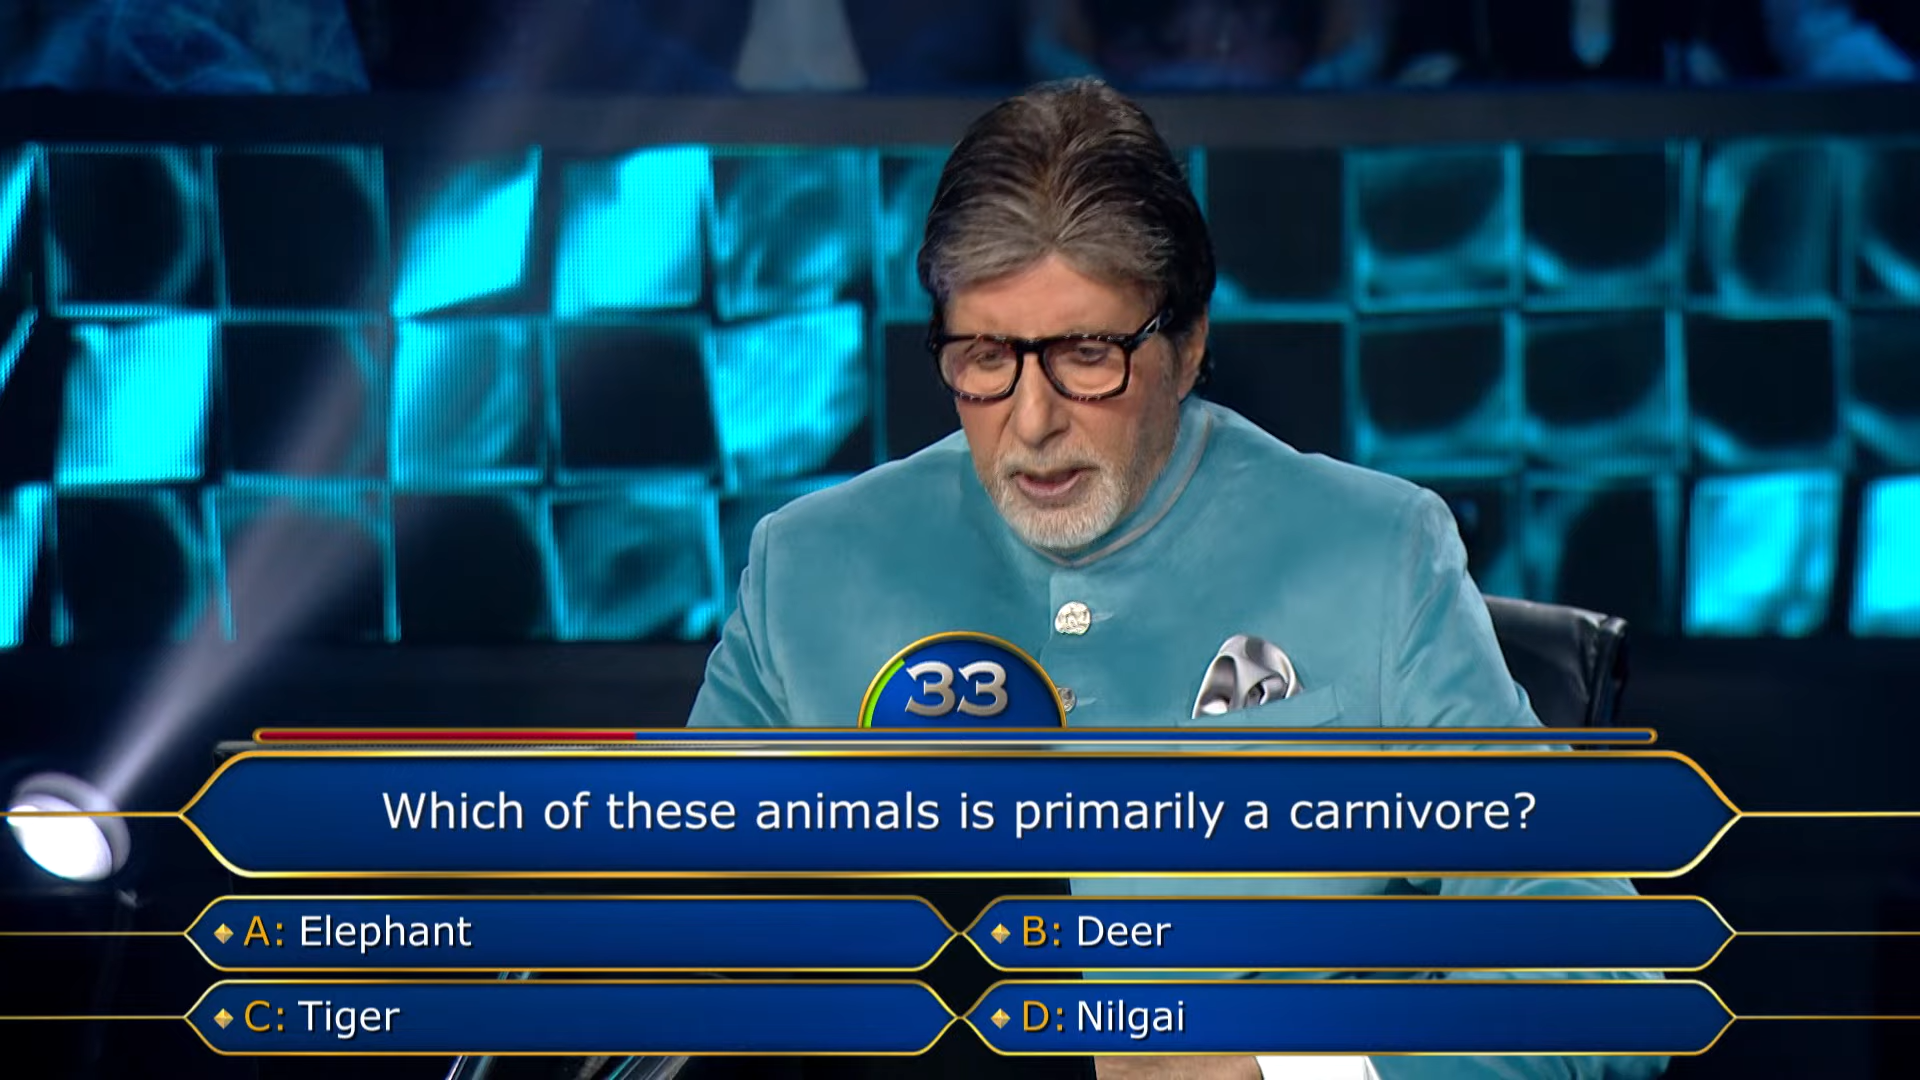 33
Which of these animals is primarily a carnivore?
A: Elephant
B: Deer
C: Tiger
D: Nilgai